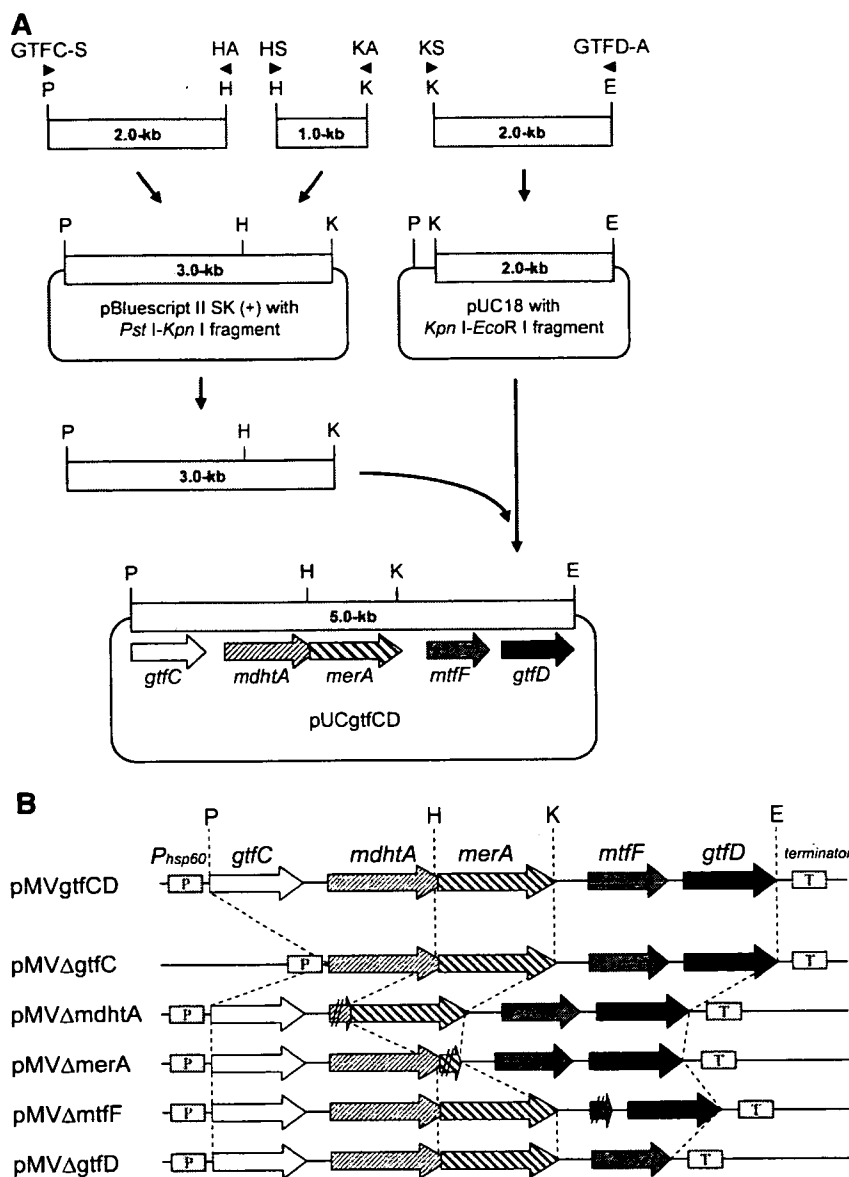 A
GTFC-S HA HS KA KS GTFD-A
P H H K K E
2.0-kb 1.0-kb 2.0-kb
P H K P K E
3.0-kb 2.0-kb
pBluescript II SK (+) with
Pst I-Kpn I fragment
pUC18 with
Kpn I-EcoR I fragment
P H K
3.0-kb
P H K E
5.0-kb
gtfC mdhtA merA mtfF gtfD
pUCgtfCD
B
P H K E
Phsp60 gtfC mdhtA merA mtfF gtfD terminator
pMVgtfCD P T
pMVΔgtfC P T
pMVΔmdhtA P T
pMVΔmerA P T
pMVΔmtfF P T
pMVΔgtfD P T